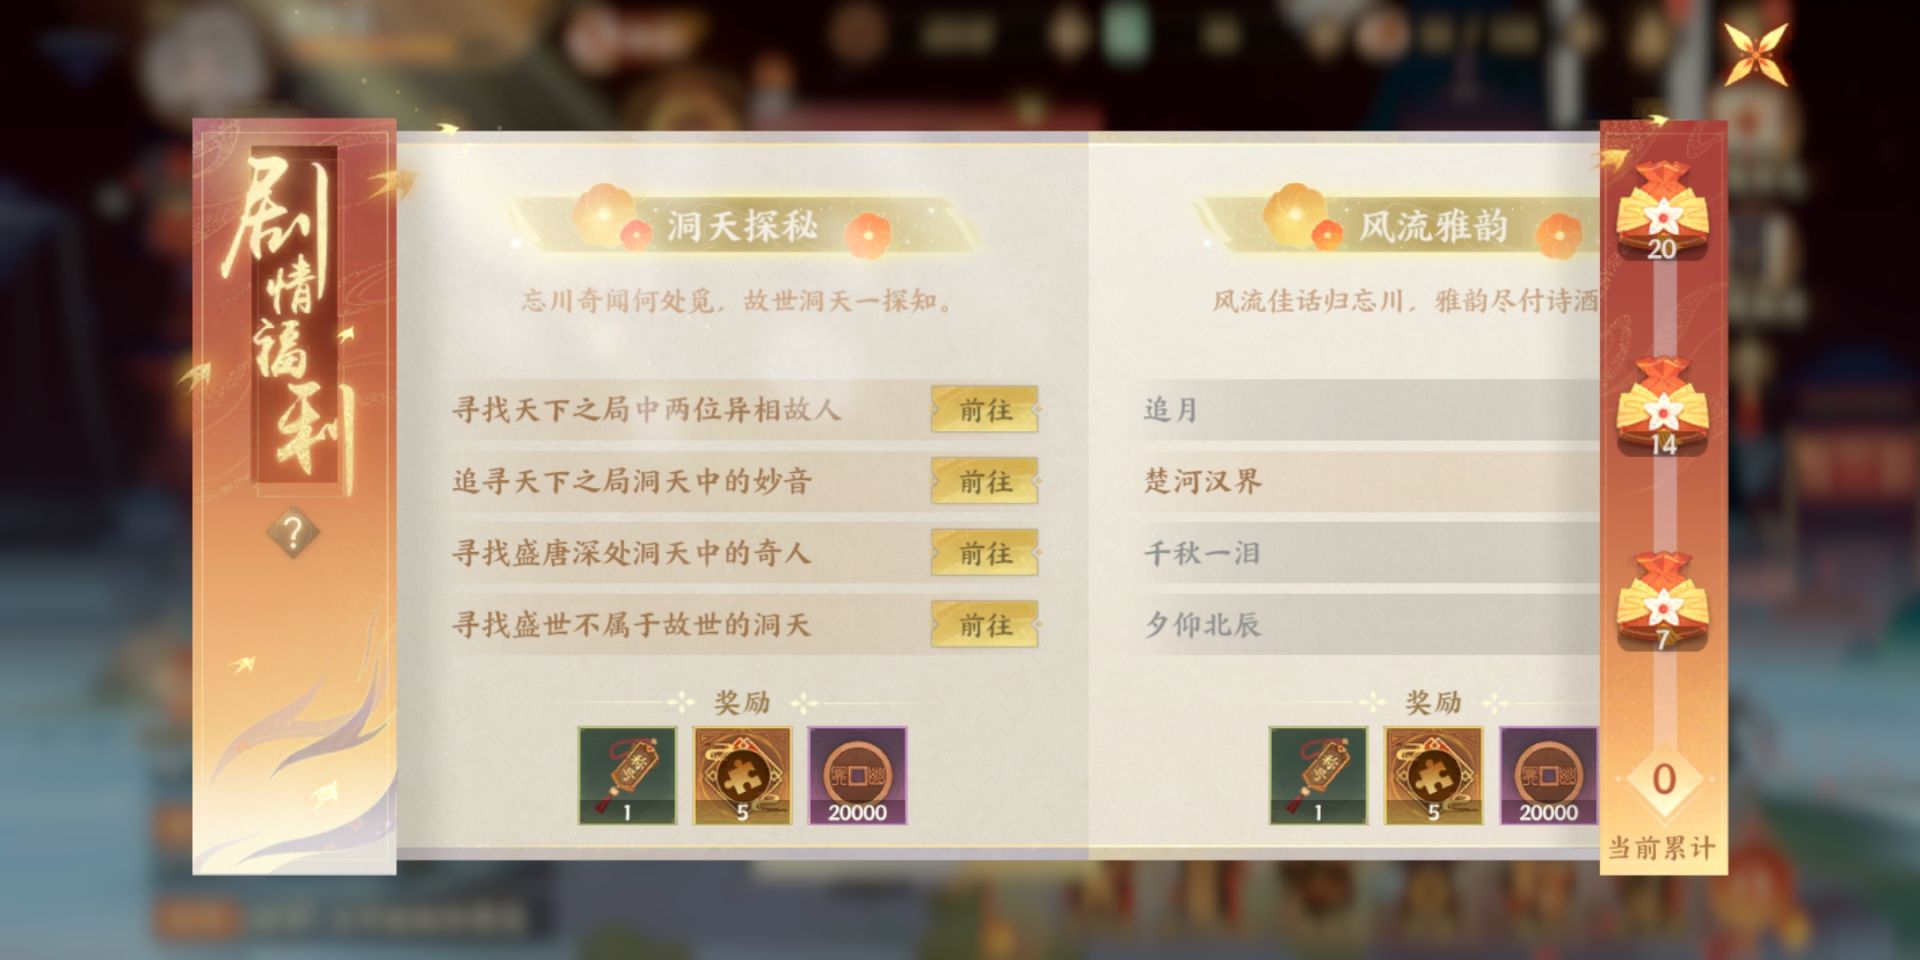 剧情福利
?
洞天探秘
忘川奇闻何处觅，故世洞天一探知。
寻找天下之局中两位异相故人 前往
追寻天下之局洞天中的妙音 前往
寻找盛唐深处洞天中的奇人 前往
寻找盛世不属于故世的洞天 前往
奖励
称号
1
5
20000
风流雅韵
风流佳话归忘川，雅韵尽付诗酒
追月
楚河汉界
千秋一泪
夕仰北辰
奖励
称号
1
5
20000
20
14
7
0
当前累计